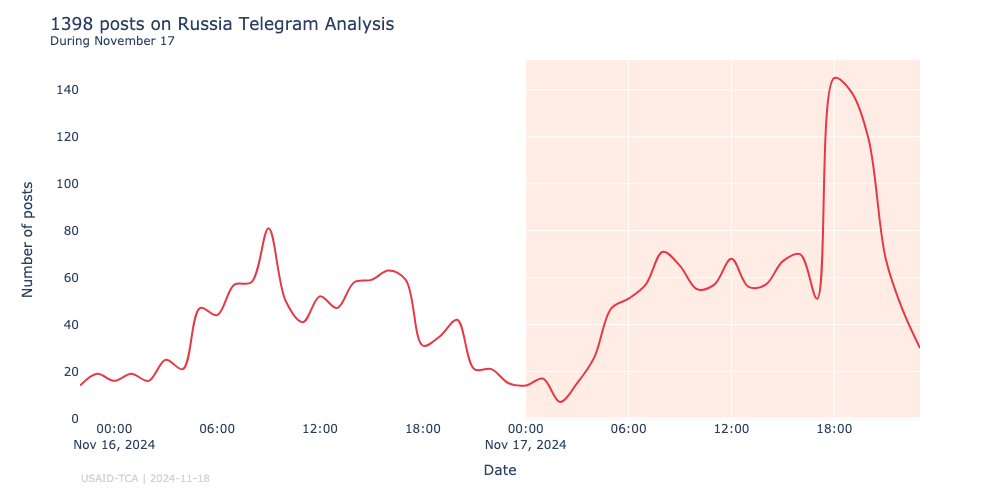 1398 posts on Russia Telegram Analysis
During November 17
140
120
100
80
60
40
20
0
Number of posts
00:00 06:00 12:00 18:00 00:00 06:00 12:00 18:00
Nov 16, 2024 Nov 17, 2024
Date
USAID-TCA | 2024-11-18